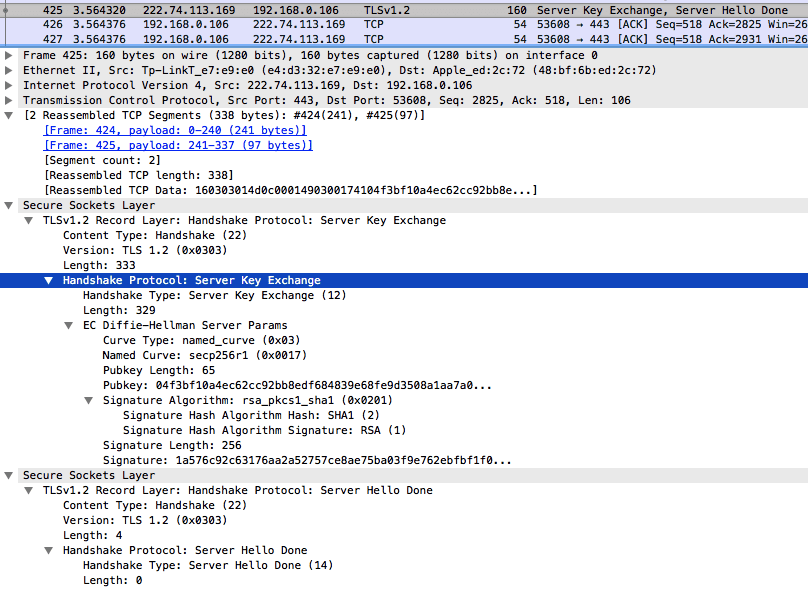 425 3.564320 222.74.113.169 192.168.0.106 TLSv1.2 160 Server Key Exchange, Server Hello Done
426 3.564376 192.168.0.106 222.74.113.169 TCP 54 53608 → 443 [ACK] Seq=518 Ack=2825 Win=26
427 3.564376 192.168.0.106 222.74.113.169 TCP 54 53608 → 443 [ACK] Seq=518 Ack=2931 Win=26
Frame 425: 160 bytes on wire (1280 bits), 160 bytes captured (1280 bits) on interface 0
Ethernet II, Src: Tp-LinkT_e7:e9:e0 (e4:d3:32:e7:e9:e0), Dst: Apple_ed:2c:72 (48:bf:6b:ed:2c:72)
Internet Protocol Version 4, Src: 222.74.113.169, Dst: 192.168.0.106
Transmission Control Protocol, Src Port: 443, Dst Port: 53608, Seq: 2825, Ack: 518, Len: 106
[2 Reassembled TCP Segments (338 bytes): #424(241), #425(97)]
[Frame: 424, payload: 0-240 (241 bytes)]
[Frame: 425, payload: 241-337 (97 bytes)]
[Segment count: 2]
[Reassembled TCP length: 338]
[Reassembled TCP Data: 160303014d0c0001490300174104f3bf10a4ec62cc92bb8e...]
Secure Sockets Layer
TLSv1.2 Record Layer: Handshake Protocol: Server Key Exchange
Content Type: Handshake (22)
Version: TLS 1.2 (0x0303)
Length: 333
Handshake Protocol: Server Key Exchange
Handshake Type: Server Key Exchange (12)
Length: 329
EC Diffie-Hellman Server Params
Curve Type: named_curve (0x03)
Named Curve: secp256r1 (0x0017)
Pubkey Length: 65
Pubkey: 04f3bf10a4ec62cc92bb8edf684839e68fe9d3508a1aa7a0...
Signature Algorithm: rsa_pkcs1_sha1 (0x0201)
Signature Hash Algorithm Hash: SHA1 (2)
Signature Hash Algorithm Signature: RSA (1)
Signature Length: 256
Signature: 1a576c92c63176aa2a52757ce8ae75ba03f9e762ebfbf1f0...
Secure Sockets Layer
TLSv1.2 Record Layer: Handshake Protocol: Server Hello Done
Content Type: Handshake (22)
Version: TLS 1.2 (0x0303)
Length: 4
Handshake Protocol: Server Hello Done
Handshake Type: Server Hello Done (14)
Length: 0